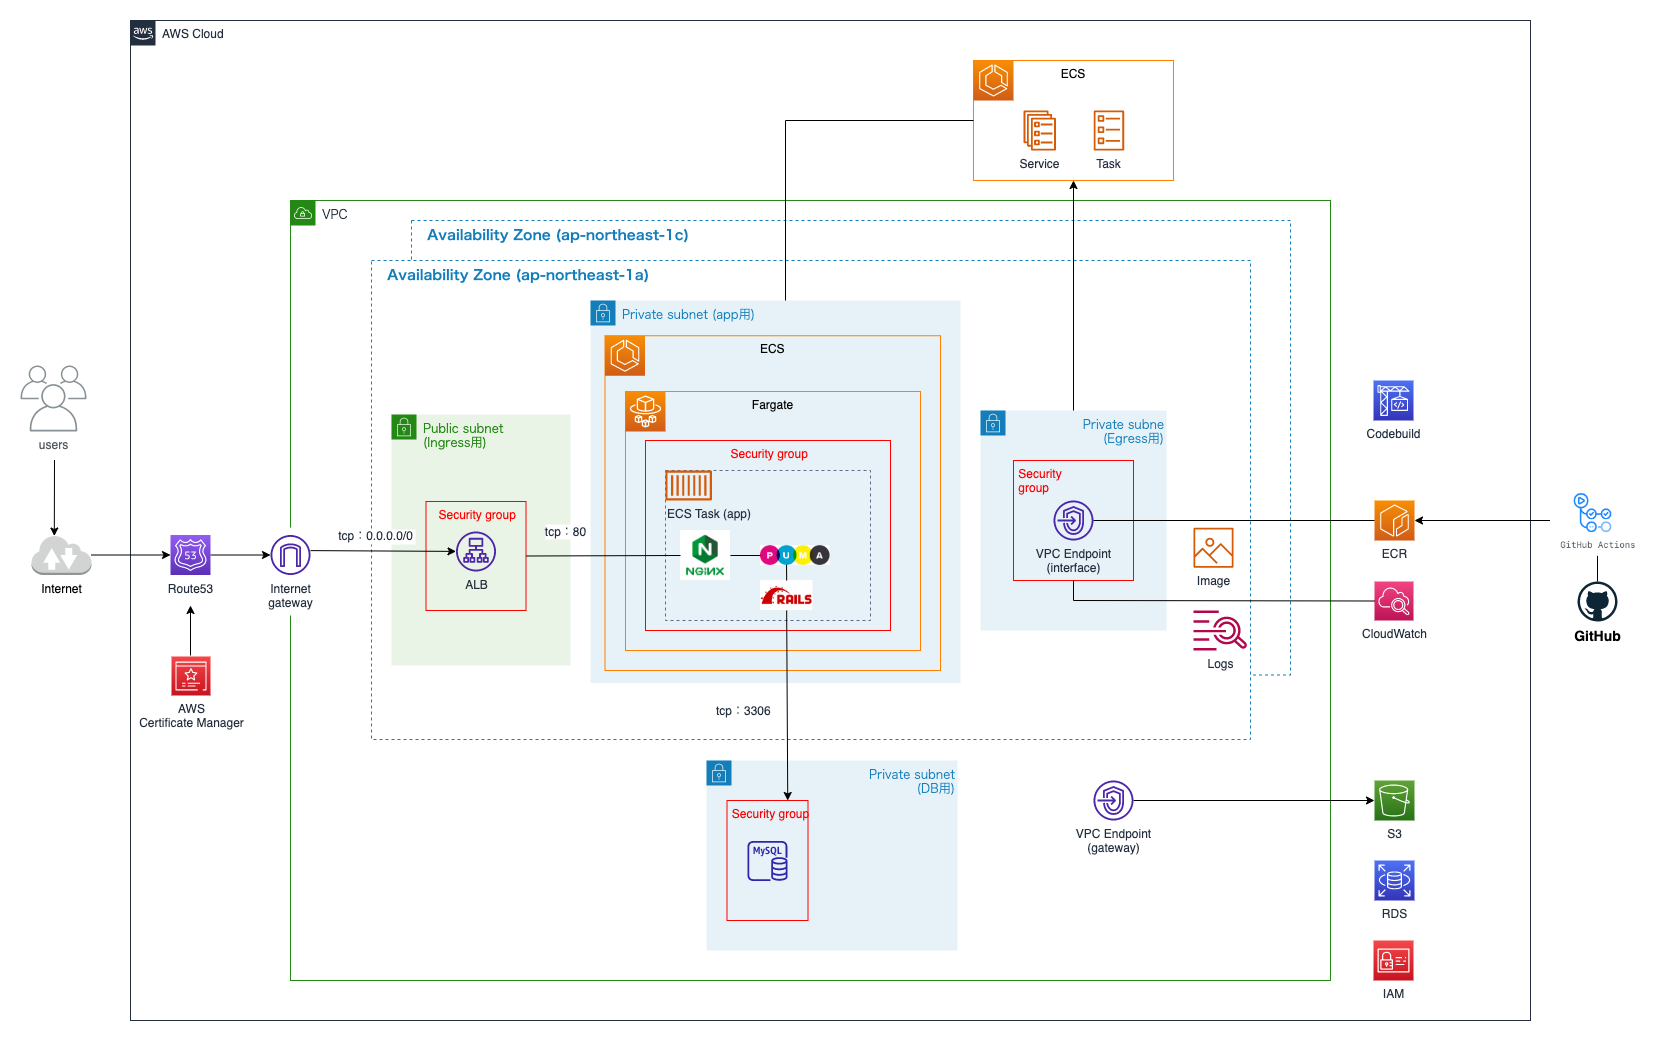 aws
AWS Cloud
ECS
Service
Task
VPC
Availability Zone (ap-northeast-1c)
Availability Zone (ap-northeast-1a)
Private subnet (app用)
ECS
Fargate
Security group
ECS Task (app)
NGINX
PUMA
RAILS
Public subnet
(Ingress用)
Security group
ALB
tcp：0.0.0.0/0
tcp：80
users
Internet
53
Route53
Internet
gateway
AWS
Certificate Manager
Private subne
(Egress用)
Security
group
VPC Endpoint
(interface)
Image
Logs
Codebuild
ECR
CloudWatch
GitHub Actions
GitHub
tcp：3306
Private subnet
(DB用)
Security group
MySQL
VPC Endpoint
(gateway)
S3
RDS
IAM